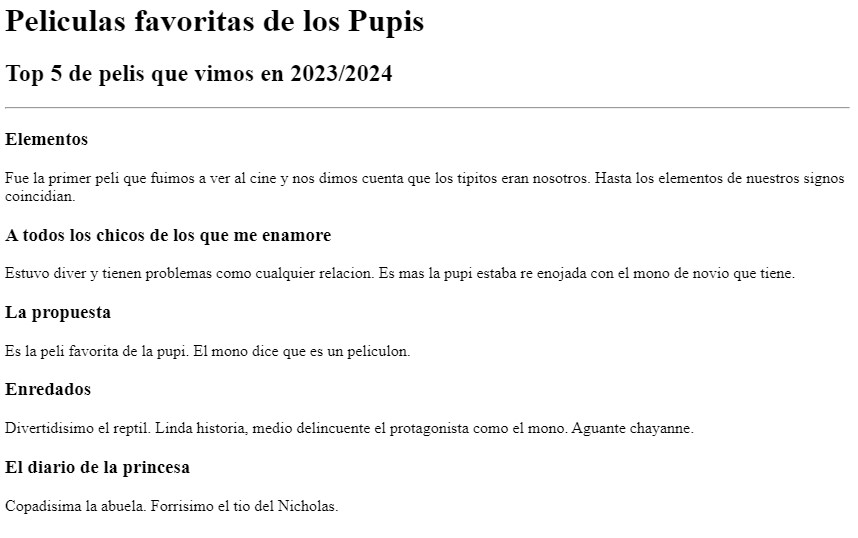 Peliculas favoritas de los Pupis
Top 5 de pelis que vimos en 2023/2024
Elementos
Fue la primer peli que fuimos a ver al cine y nos dimos cuenta que los tipitos eran nosotros. Hasta los elementos de nuestros signos
coincidian.
A todos los chicos de los que me enamore
Estuvo diver y tienen problemas como cualquier relacion. Es mas la pupi estaba re enojada con el mono de novio que tiene.
La propuesta
Es la peli favorita de la pupi. El mono dice que es un peliculon.
Enredados
Divertidisimo el reptil. Linda historia, medio delincuente el protagonista como el mono. Aguante chayanne.
El diario de la princesa
Copadisima la abuela. Forrisimo el tio del Nicholas.